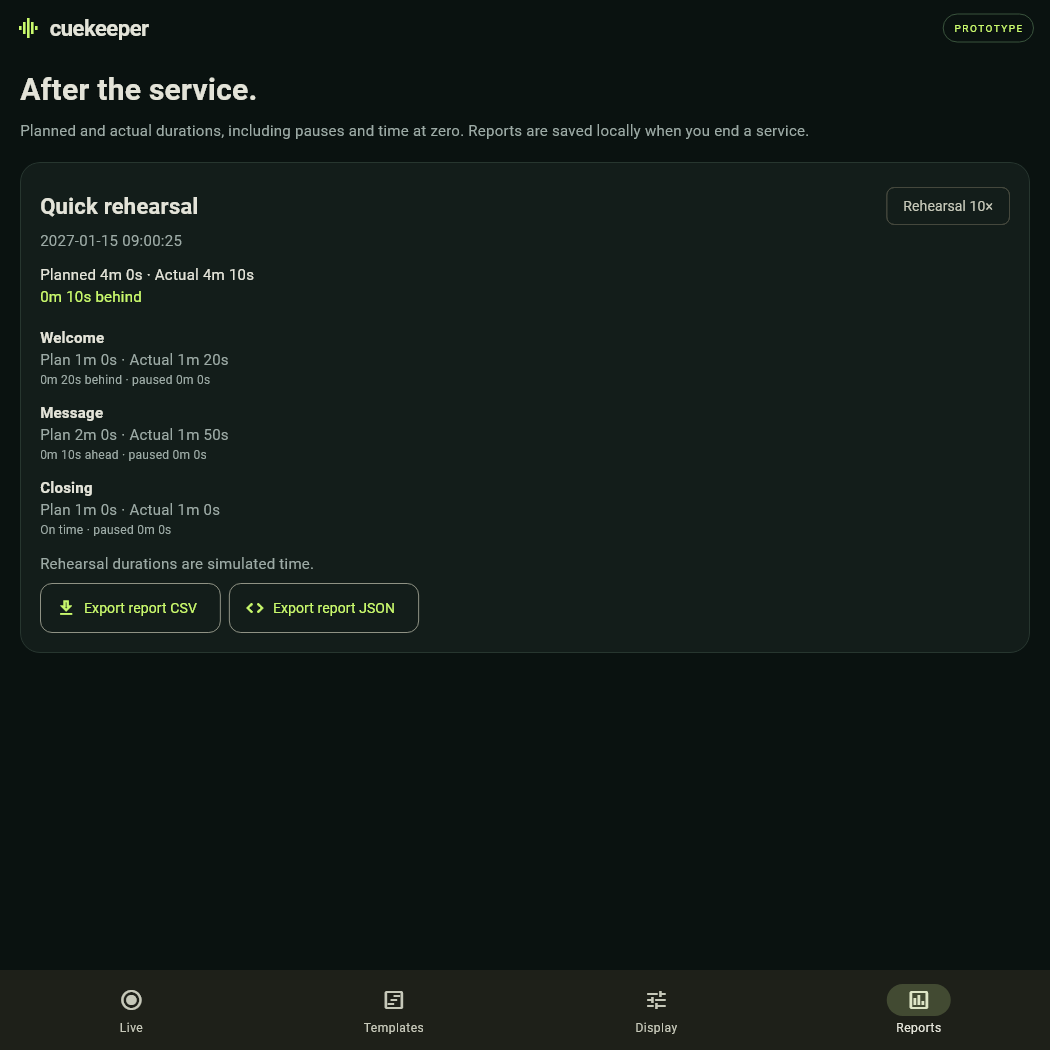 cuekeeper
PROTOTYPE
After the service.
Planned and actual durations, including pauses and time at zero. Reports are saved locally when you end a service.
Quick rehearsal
Rehearsal 10×
2027-01-15 09:00:25
Planned 4m 0s · Actual 4m 10s
0m 10s behind
Welcome
Plan 1m 0s · Actual 1m 20s
0m 20s behind · paused 0m 0s
Message
Plan 2m 0s · Actual 1m 50s
0m 10s ahead · paused 0m 0s
Closing
Plan 1m 0s · Actual 1m 0s
On time · paused 0m 0s
Rehearsal durations are simulated time.
Export report CSV
Export report JSON
Live
Templates
Display
Reports